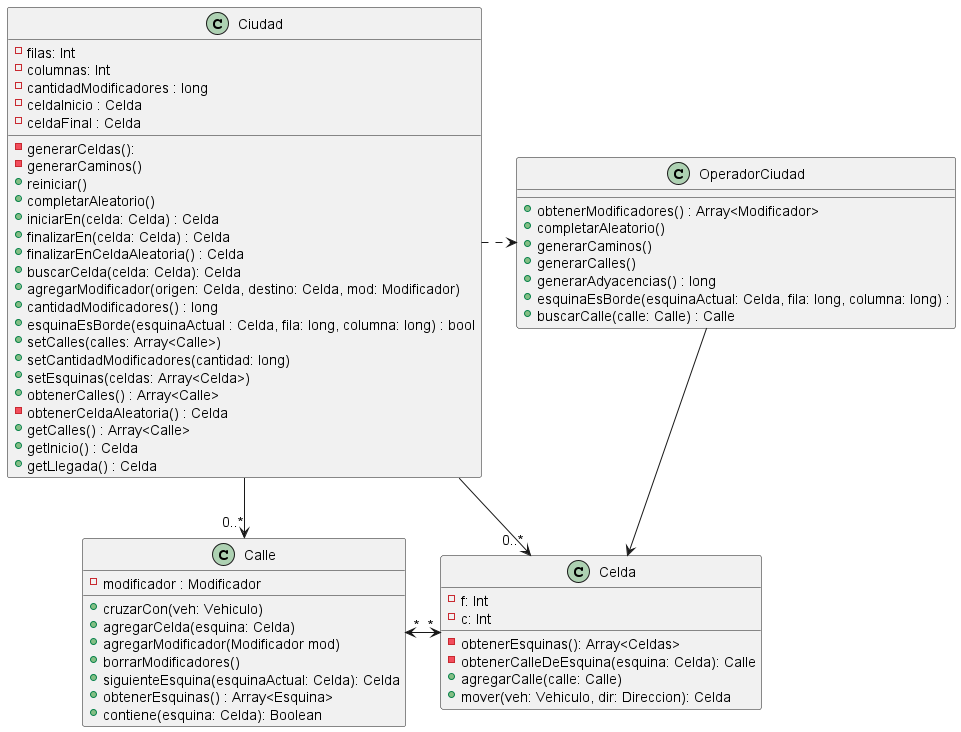 C Ciudad
filas: Int
columnas: Int
cantidadModificadores : long
celdaInicio : Celda
celdaFinal : Celda
generarCeldas():
generarCaminos()
reiniciar()
completarAleatorio()
iniciarEn(celda: Celda) : Celda
finalizarEn(celda: Celda) : Celda
finalizarEnCeldaAleatoria() : Celda
buscarCelda(celda: Celda): Celda
agregarModificador(origen: Celda, destino: Celda, mod: Modificador)
cantidadModificadores() : long
esquinaEsBorde(esquinaActual : Celda, fila: long, columna: long) : bool
setCalles(calles: Array<Calle>)
setCantidadModificadores(cantidad: long)
setEsquinas(celdas: Array<Celda>)
obtenerCalles() : Array<Calle>
obtenerCeldaAleatoria() : Celda
getCalles() : Array<Calle>
getInicio() : Celda
getLlegada() : Celda
C OperadorCiudad
obtenerModificadores() : Array<Modificador>
completarAleatorio()
generarCaminos()
generarCalles()
generarAdyacencias() : long
esquinaEsBorde(esquinaActual: Celda, fila: long, columna: long) :
buscarCalle(calle: Calle) : Calle
0..*
0..*
C Calle
modificador : Modificador
cruzarCon(veh: Vehiculo)
agregarCelda(esquina: Celda)
agregarModificador(Modificador mod)
borrarModificadores()
siguienteEsquina(esquinaActual: Celda): Celda
obtenerEsquinas() : Array<Esquina>
contiene(esquina: Celda): Boolean
* *
C Celda
f: Int
c: Int
obtenerEsquinas(): Array<Celdas>
obtenerCalleDeEsquina(esquina: Celda): Calle
agregarCalle(calle: Calle)
mover(veh: Vehiculo, dir: Direccion): Celda